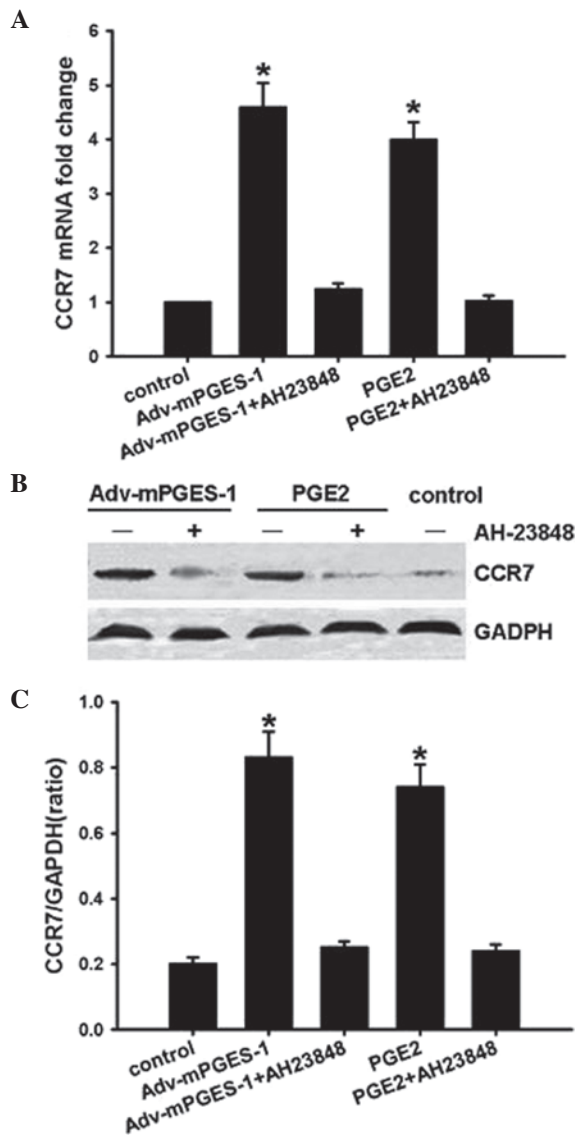 A
CCR7 mRNA fold change
6
5
4
3
2
1
0
*
*
control
Adv-mPGES-1
Adv-mPGES-1+AH23848
PGE2
PGE2+AH23848
B
Adv-mPGES-1 PGE2 control
— + — + — AH-23848
CCR7
GADPH
C
CCR7/GAPDH(ratio)
1.0
0.8
0.6
0.4
0.2
0.0
*
*
control
Adv-mPGES-1
Adv-mPGES-1+AH23848
PGE2
PGE2+AH23848